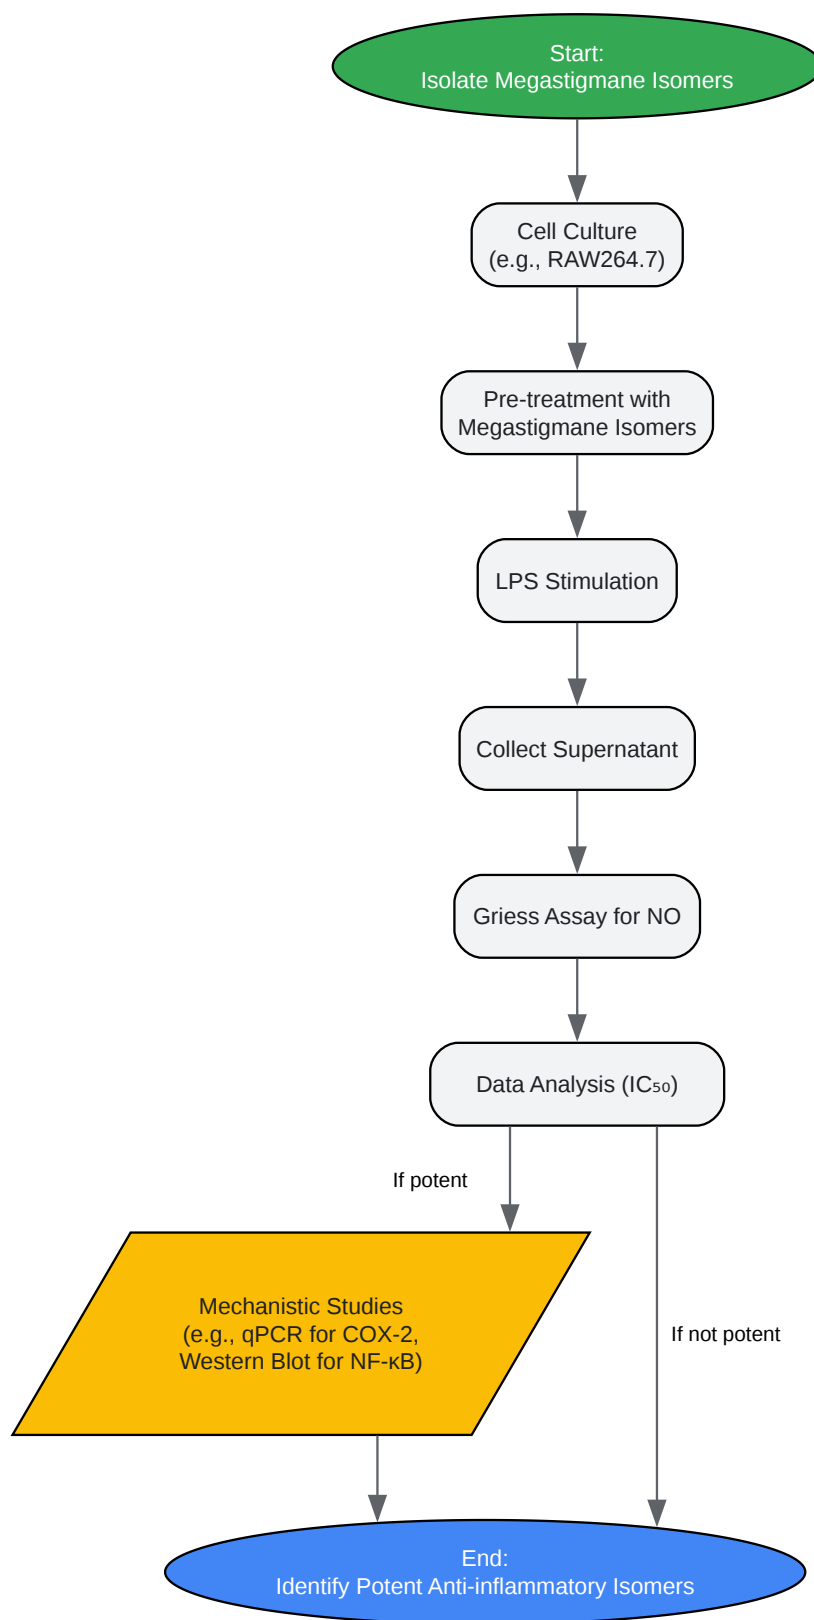 Start:
Isolate Megastigmane Isomers
Cell Culture
(e.g., RAW264.7)
Pre-treatment with
Megastigmane Isomers
LPS Stimulation
Collect Supernatant
Griess Assay for NO
Data Analysis (IC₅₀)
If potent
Mechanistic Studies
(e.g., qPCR for COX-2,
Western Blot for NF-κB)
If not potent
End:
Identify Potent Anti-inflammatory Isomers